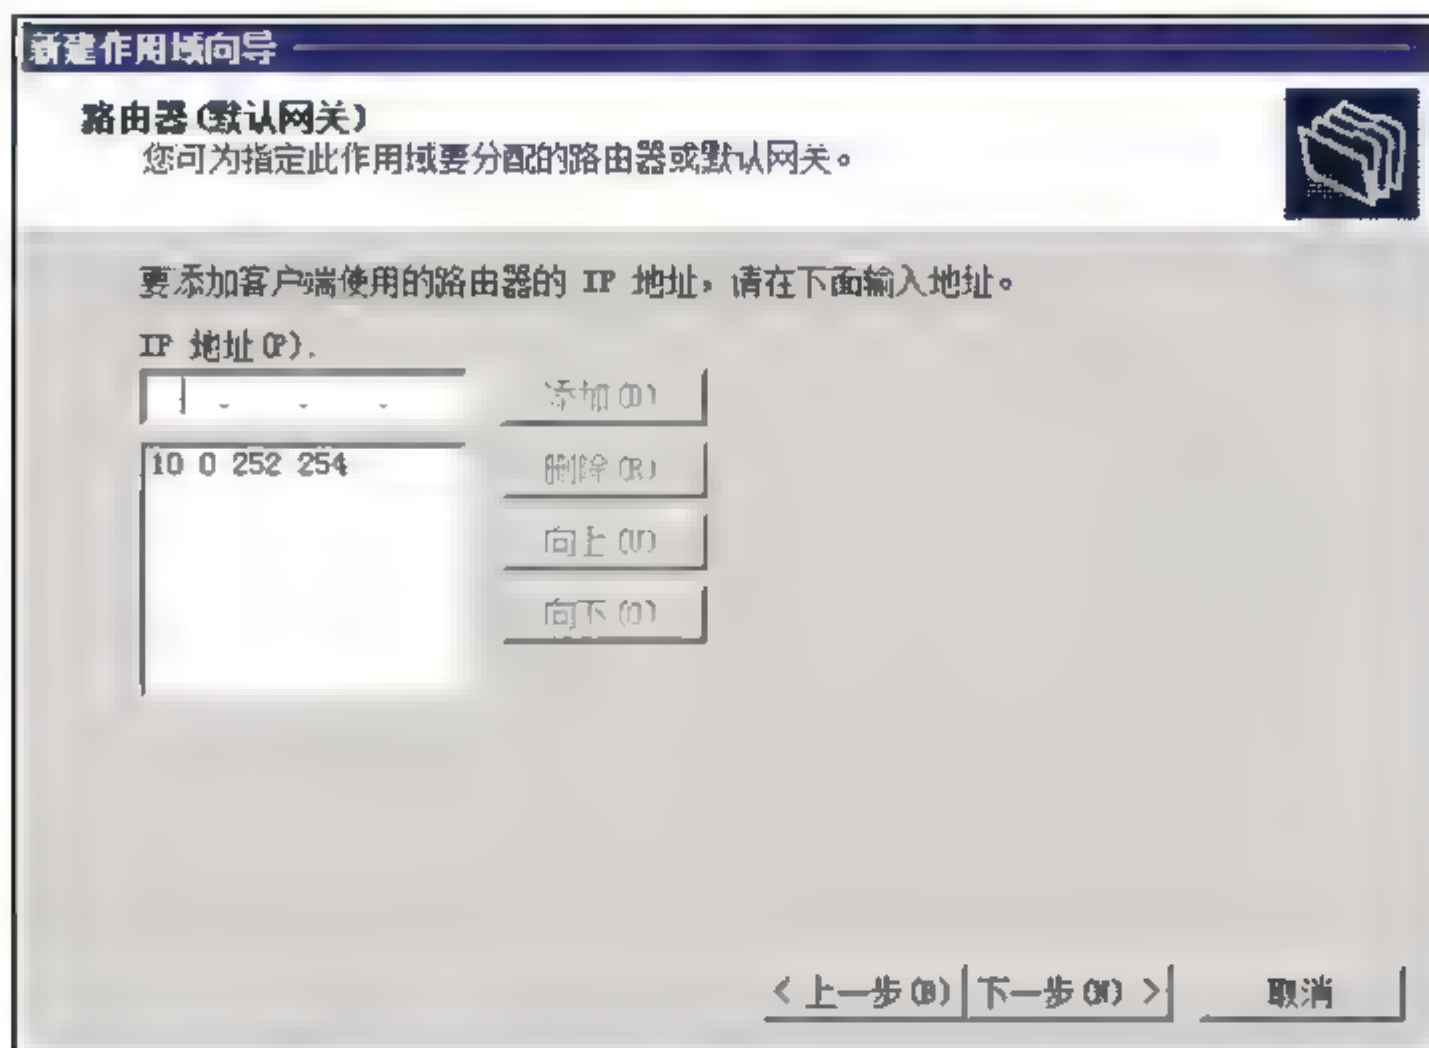 新建作用域向导
路由器(默认网关)
您可为指定此作用域要分配的路由器或默认网关。
要添加客户端使用的路由器的 IP 地址，请在下面输入地址。
IP 地址(P).
添加(D)
10 0 252 254
删除(R)
向上(U)
向下(O)
< 上一步(B) 下一步(N) > 取消